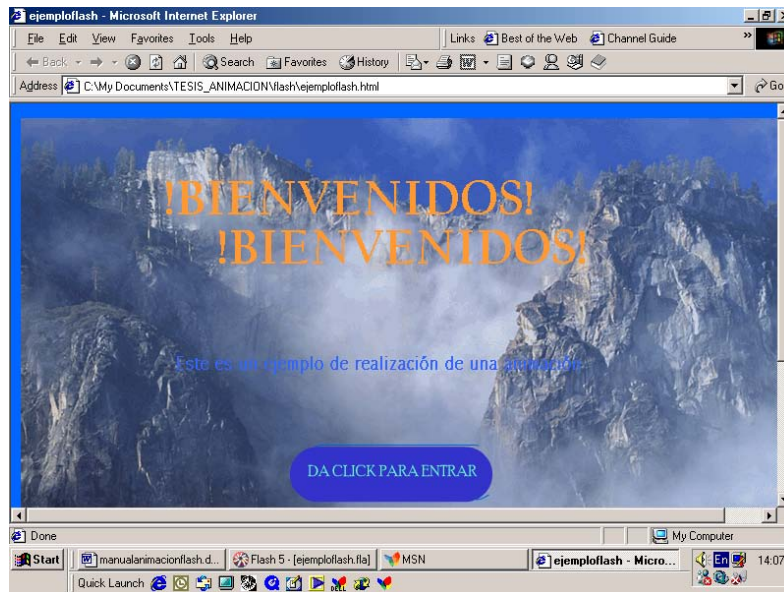 ejemploflash - Microsoft Internet Explorer
File Edit View Favorites Tools Help
Links Best of the Web Channel Guide
Back Search Favorites History
Address C:\My Documents\TESIS_ANIMACION\flash\ejemploflash.html Go
!BIENVENIDOS!
!BIENVENIDOS!
Este es un ejemplo de realización de una animación
DA CLICK PARA ENTRAR
Done My Computer
Start manualanimacionflash.d... Flash 5 - [ejemploflash.fla] MSN ejemploflash - Micro... En 14:07
Quick Launch